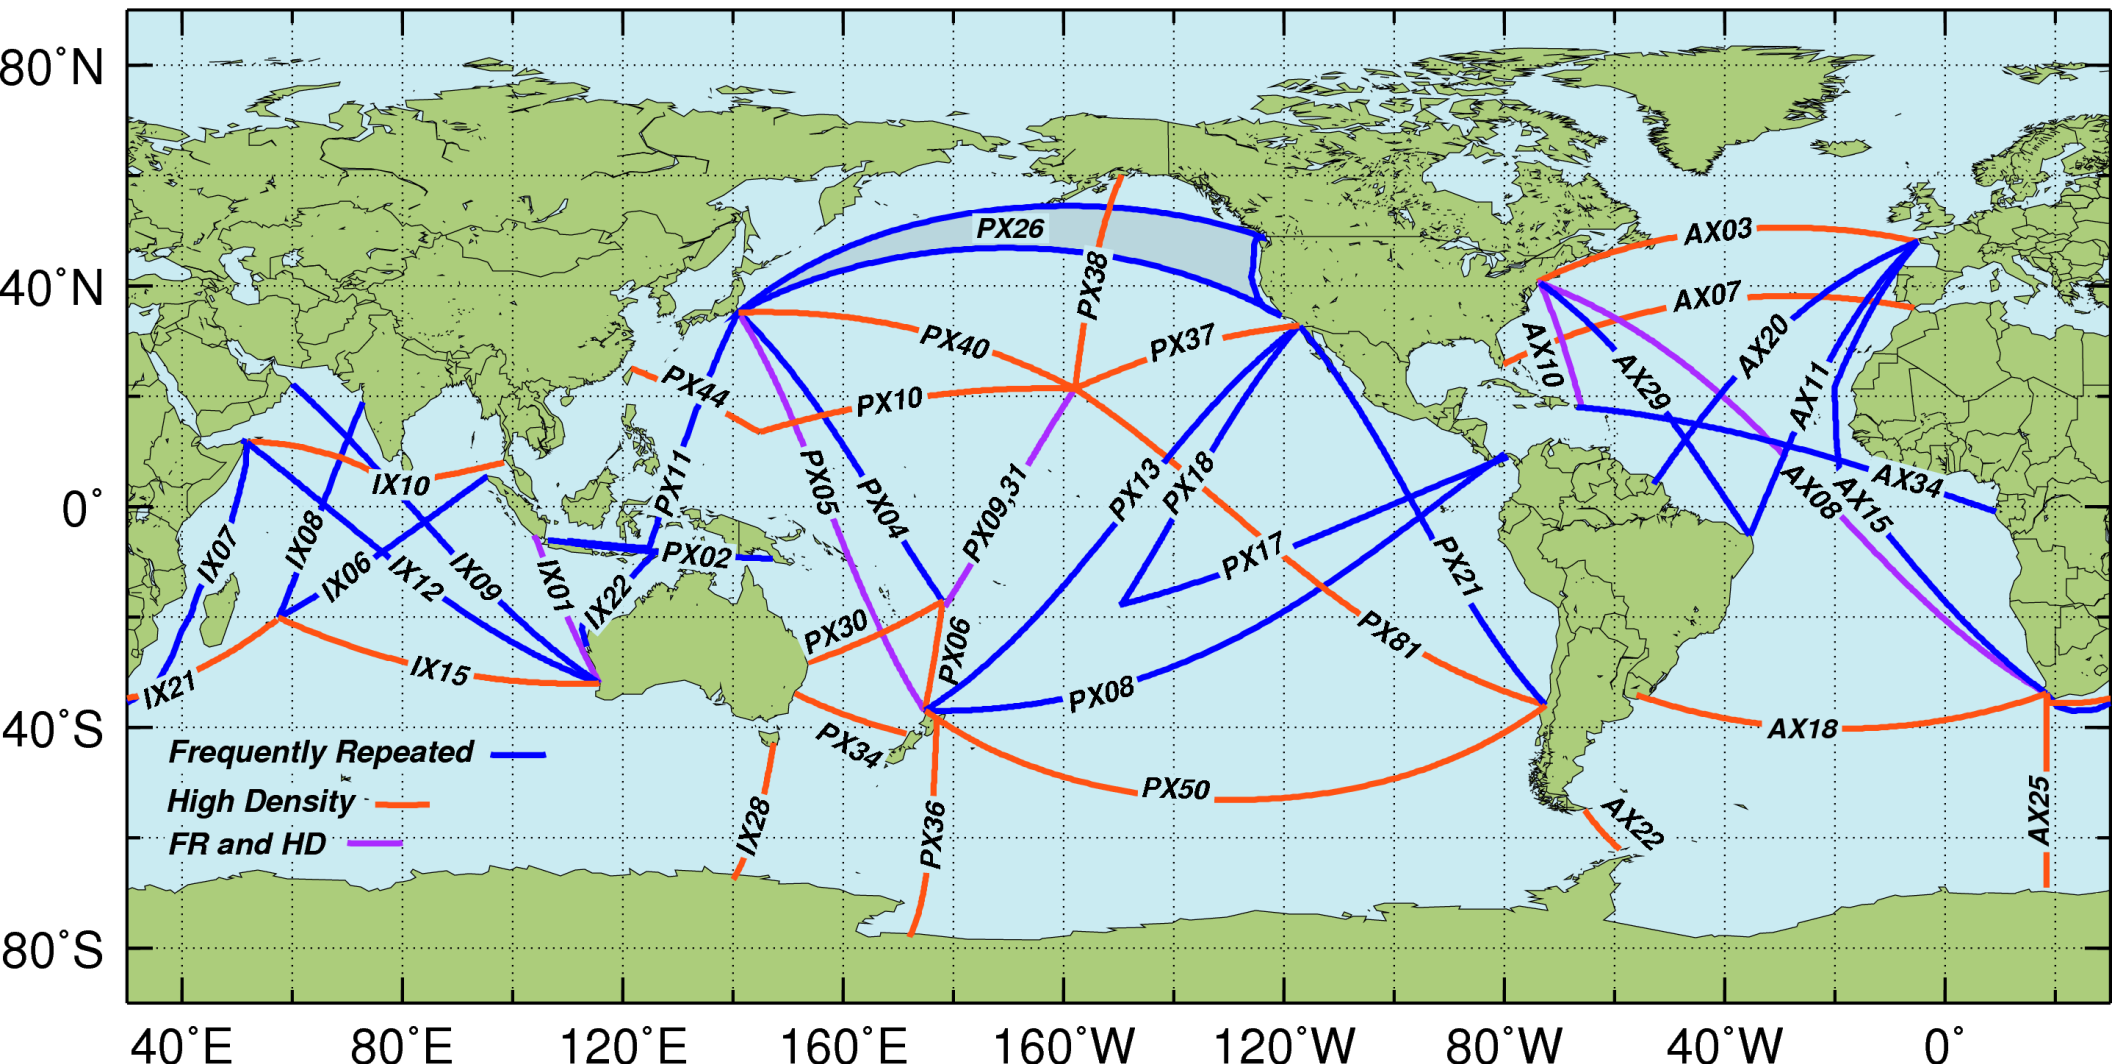 80°N
40°N
0°
40°S
80°S
PX26
AX03
PX38
AX07
PX40
PX37
AX10
AX20
PX44
PX10
AX29
AX11
IX10
PX11
PX05
PX04
PX09,31
PX13
PX18
AX08
AX15
AX34
IX07
IX08
IX06
IX12
IX09
IX01
IX22
PX02
PX17
PX21
PX30
PX06
PX81
IX21
IX15
PX08
PX34
AX18
PX50
IX28
PX36
AX22
AX25
Frequently Repeated
High Density
FR and HD
40°E
80°E
120°E
160°E
160°W
120°W
80°W
40°W
0°